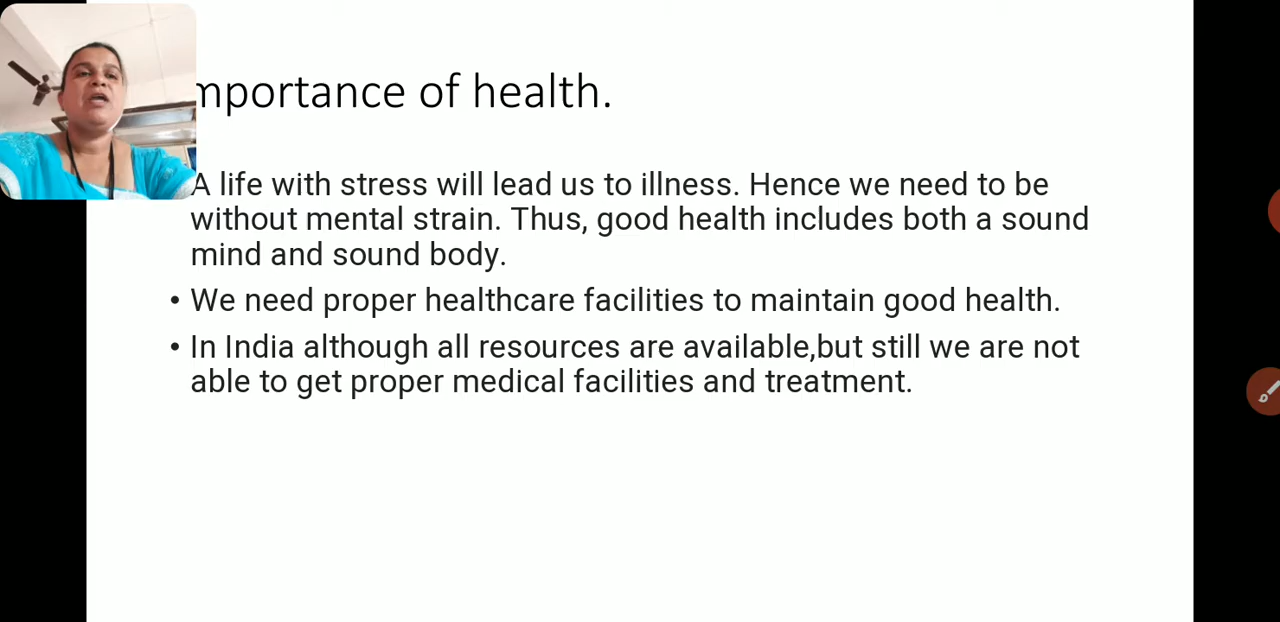 mportance of health.
A life with stress will lead us to illness. Hence we need to be
without mental strain. Thus, good health includes both a sound
mind and sound body.
• We need proper healthcare facilities to maintain good health.
• In India although all resources are available,but still we are not
able to get proper medical facilities and treatment.